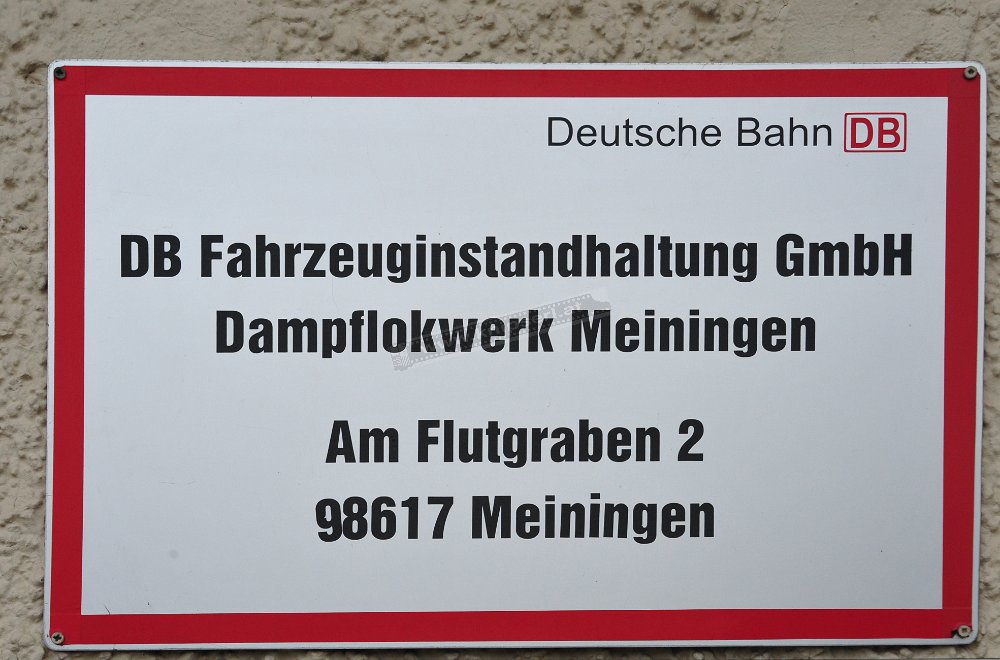 Deutsche Bahn DB
DB Fahrzeuginstandhaltung GmbH
Dampflokwerk Meiningen
Am Flutgraben 2
98617 Meiningen